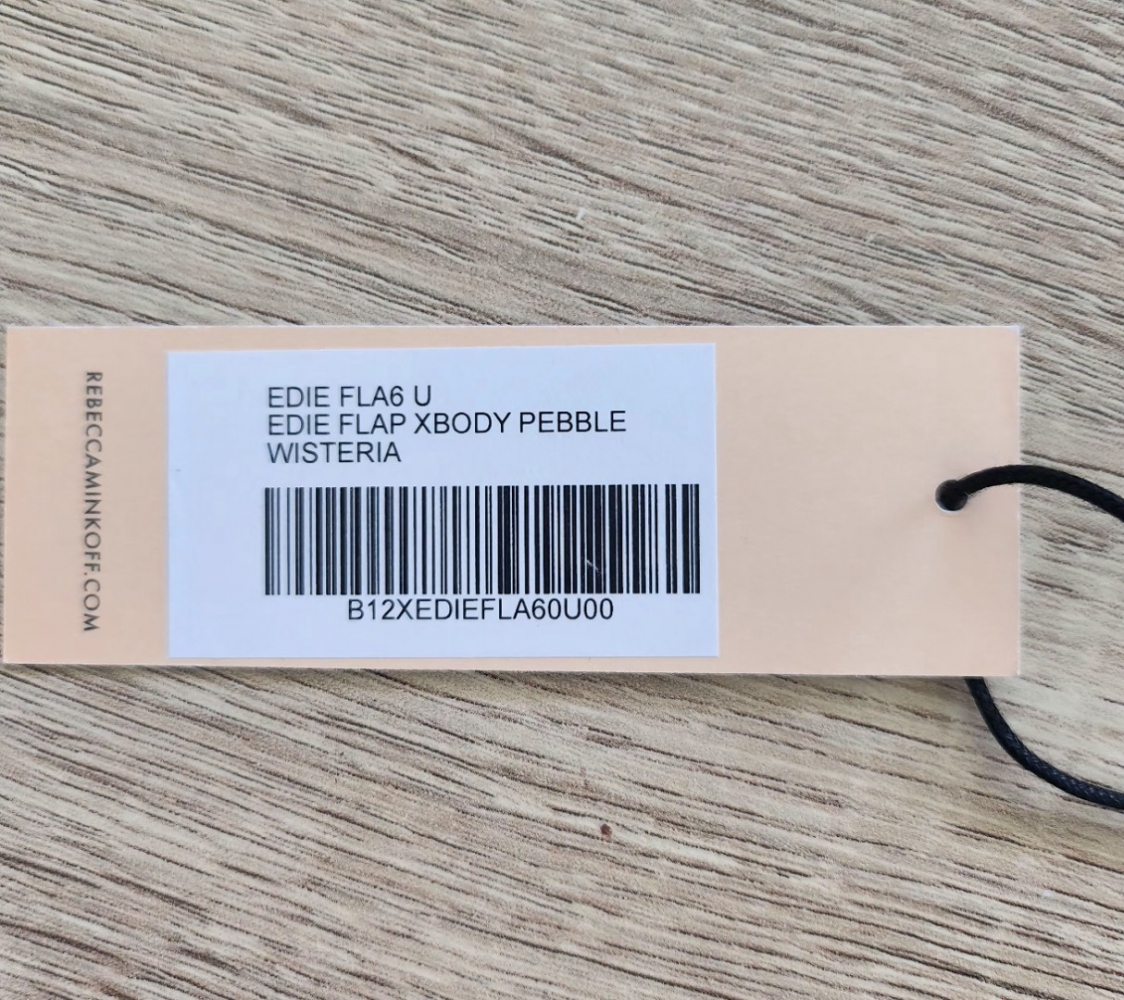 REBECCAMINKOFF.COM
EDIE FLA6 U
EDIE FLAP XBODY PEBBLE
WISTERIA
B12XEDIEFLA60U00